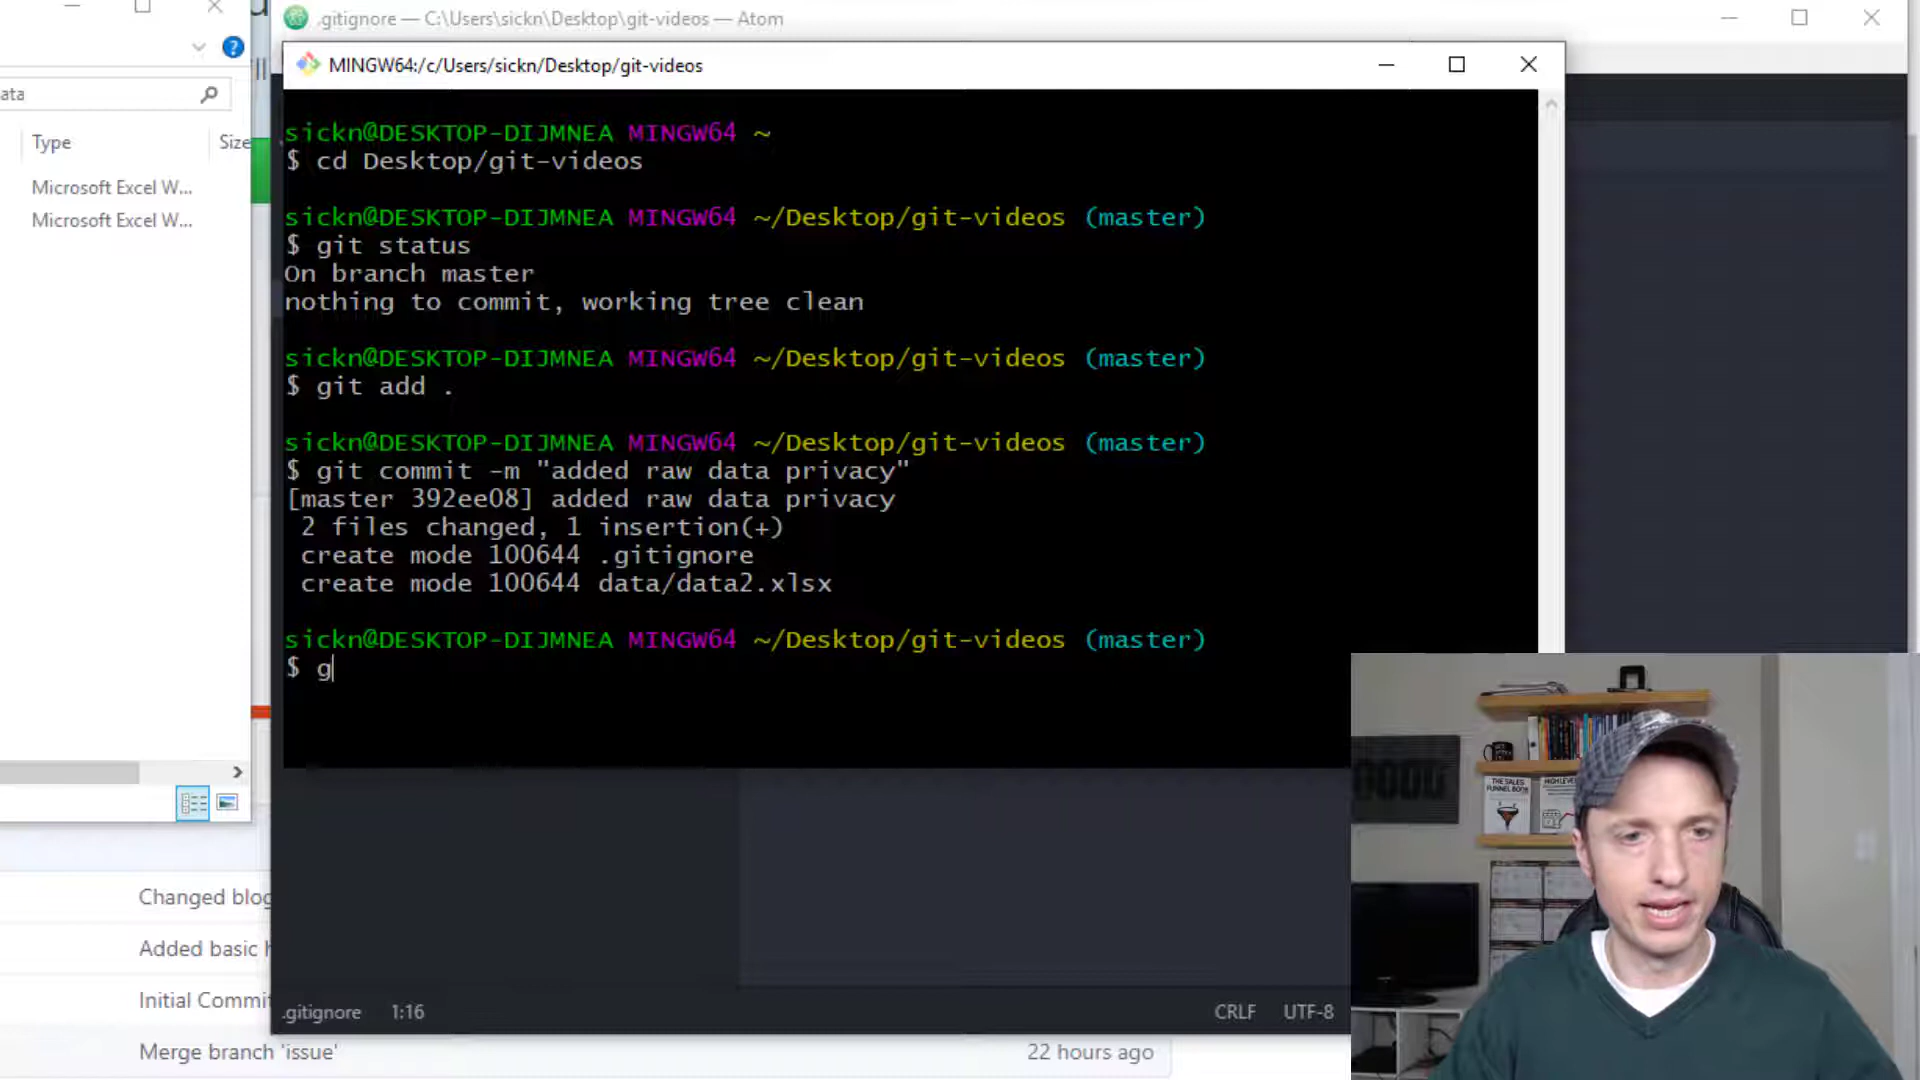 .gitignore — C:\Users\sickn\Desktop\git-videos — Atom
MINGW64:/c/Users/sickn/Desktop/git-videos
ata
Type
Size
Microsoft Excel W...
Microsoft Excel W...
sickn@DESKTOP-DIJMNEA MINGW64 ~
$ cd Desktop/git-videos
sickn@DESKTOP-DIJMNEA MINGW64 ~/Desktop/git-videos (master)
$ git status
On branch master
nothing to commit, working tree clean
sickn@DESKTOP-DIJMNEA MINGW64 ~/Desktop/git-videos (master)
$ git add .
sickn@DESKTOP-DIJMNEA MINGW64 ~/Desktop/git-videos (master)
$ git commit -m "added raw data privacy"
[master 392ee08] added raw data privacy
2 files changed, 1 insertion(+)
create mode 100644 .gitignore
create mode 100644 data/data2.xlsx
sickn@DESKTOP-DIJMNEA MINGW64 ~/Desktop/git-videos (master)
$ g
THE SALES FUNNEL BOOK
Changed blog
Added basic h
Initial Commit
.gitignore 1:16
CRLF UTF-8
Merge branch 'issue'
22 hours ago